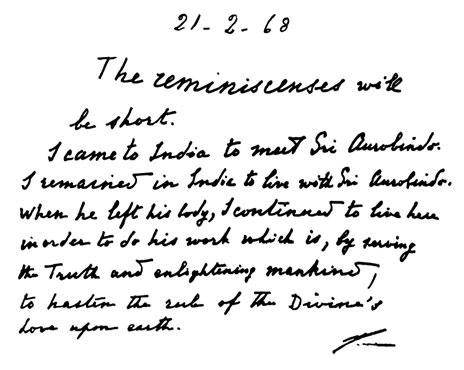 21-2-68
The reminiscenses will
be short.
I came to India to meet Sri Aurobindo.
I remained in India to live with Sri Aurobindo.
When he left his body, I continued to live here
in order to do his work which is, by serving
the Truth and enlightening mankind,
to hasten the rule of the Divine's
Love upon earth.